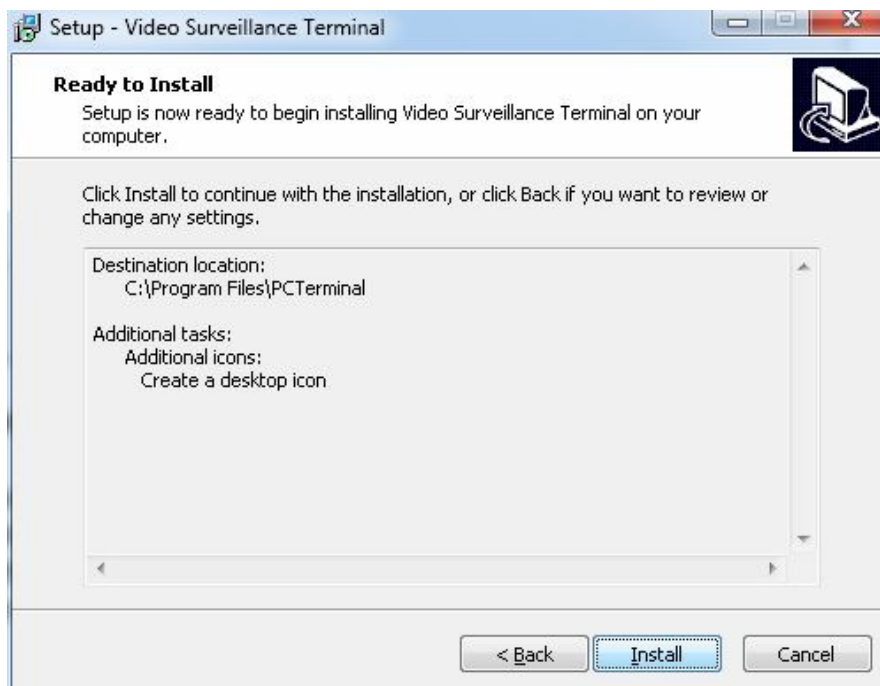 Setup - Video Surveillance Terminal
Ready to Install
Setup is now ready to begin installing Video Surveillance Terminal on your
computer.
Click Install to continue with the installation, or click Back if you want to review or
change any settings.
Destination location:
C:\Program Files\PCTerminal
Additional tasks:
Additional icons:
Create a desktop icon
< Back
Install
Cancel